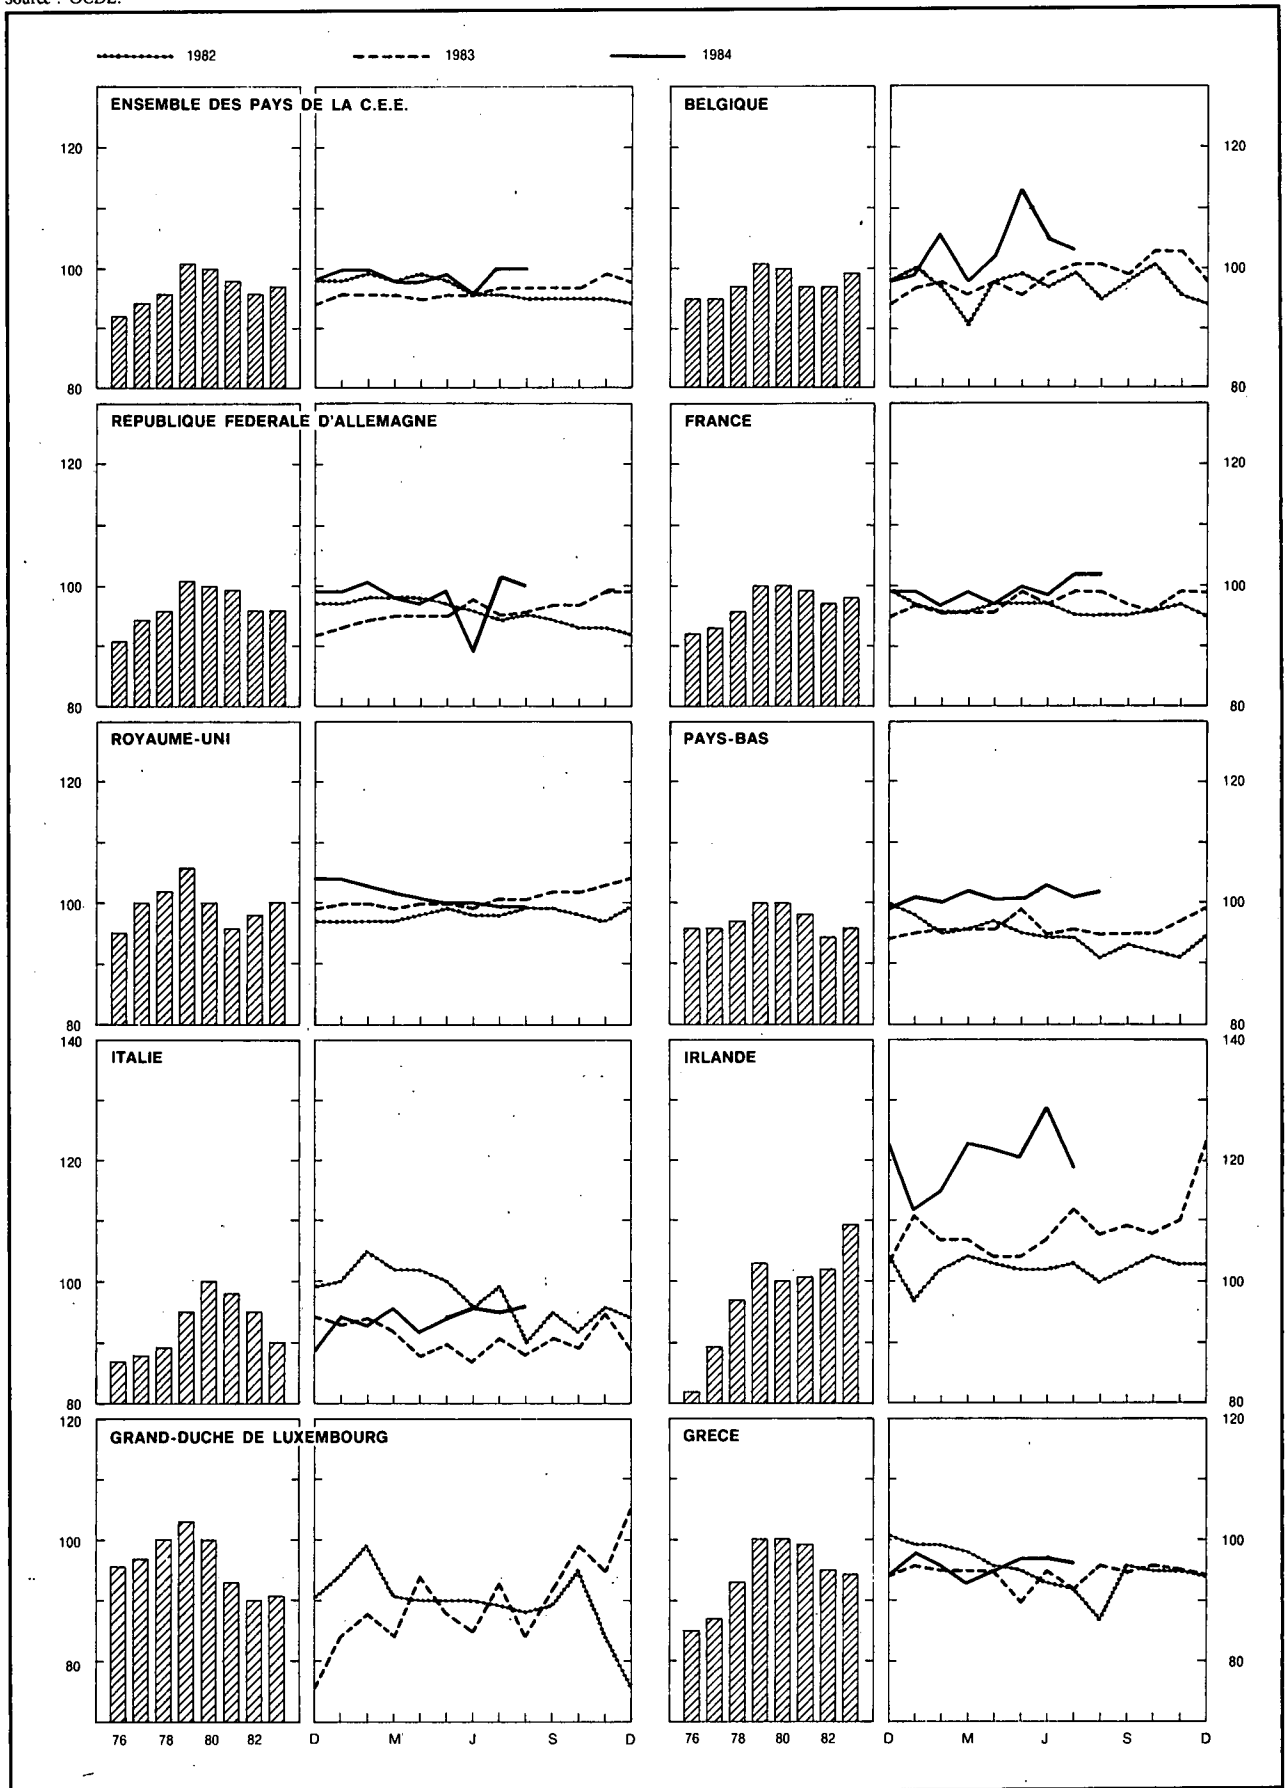 Source : OCDE.
1982 1983 1984
ENSEMBLE DES PAYS DE LA C.E.E. BELGIQUE
120 120
100 100
80 80
REPUBLIQUE FEDERALE D'ALLEMAGNE FRANCE
120 120
100 100
80 80
ROYAUME-UNI PAYS-BAS
120 120
100 100
80 80
140 140
ITALIE IRLANDE
120 120
100 100
80 80
120 120
GRAND-DUCHE DE LUXEMBOURG GRECE
100 100
80 80
76 78 80 82 D M J S D 76 78 80 82 D M J S D